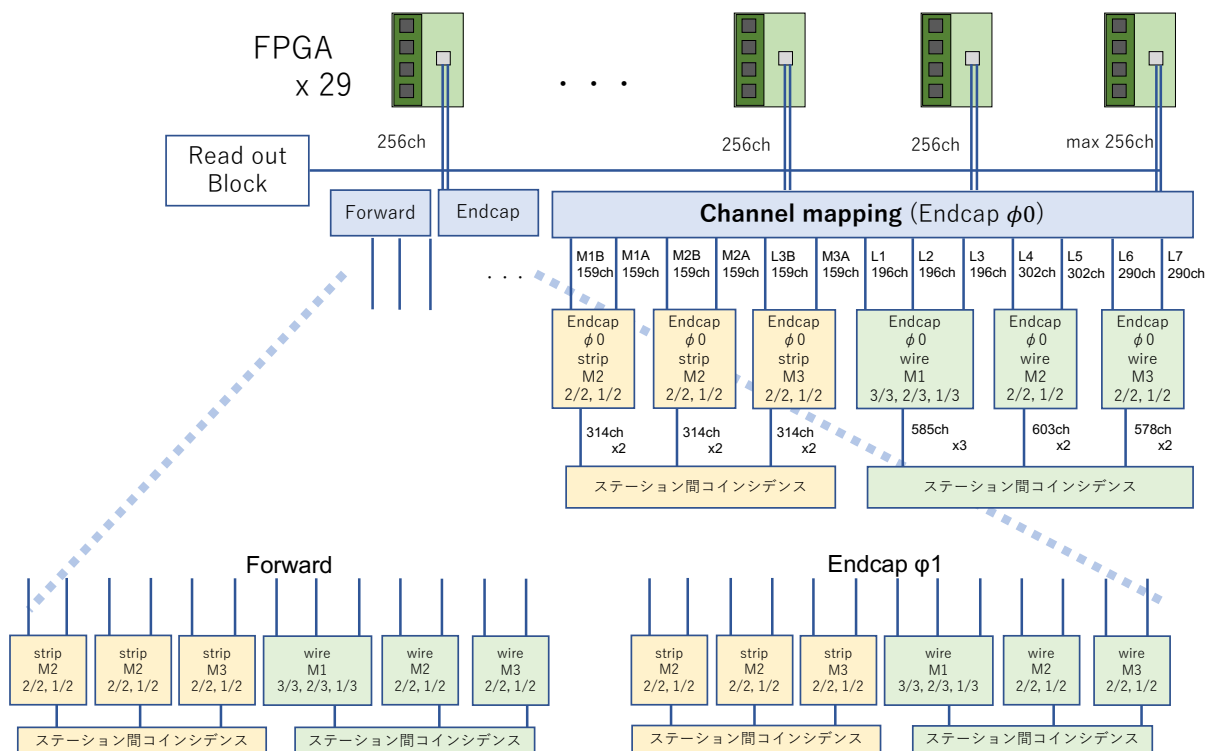 FPGA
x 29
. . .
256ch
256ch
256ch
max 256ch
Read out
Block
Forward
Endcap
Channel mapping (Endcap ϕ0)
. . .
M1B
159ch
M1A
159ch
M2B
159ch
M2A
159ch
L3B
159ch
M3A
159ch
L1
196ch
L2
196ch
L3
196ch
L4
302ch
L5
302ch
L6
290ch
L7
290ch
Endcap
ϕ0
strip
M2
2/2, 1/2
Endcap
ϕ0
strip
M2
2/2, 1/2
Endcap
ϕ0
strip
M3
2/2, 1/2
Endcap
ϕ0
wire
M1
3/3, 2/3, 1/3
Endcap
ϕ0
wire
M2
2/2, 1/2
Endcap
ϕ0
wire
M3
2/2, 1/2
314ch
x2
314ch
x2
314ch
x2
585ch
x3
603ch
x2
578ch
x2
ステーション間コインシデンス
ステーション間コインシデンス
Forward
strip
M2
2/2, 1/2
strip
M2
2/2, 1/2
strip
M3
2/2, 1/2
wire
M1
3/3, 2/3, 1/3
wire
M2
2/2, 1/2
wire
M3
2/2, 1/2
ステーション間コインシデンス
ステーション間コインシデンス
Endcap φ1
strip
M2
2/2, 1/2
strip
M2
2/2, 1/2
strip
M3
2/2, 1/2
wire
M1
3/3, 2/3, 1/3
wire
M2
2/2, 1/2
wire
M3
2/2, 1/2
ステーション間コインシデンス
ステーション間コインシデンス